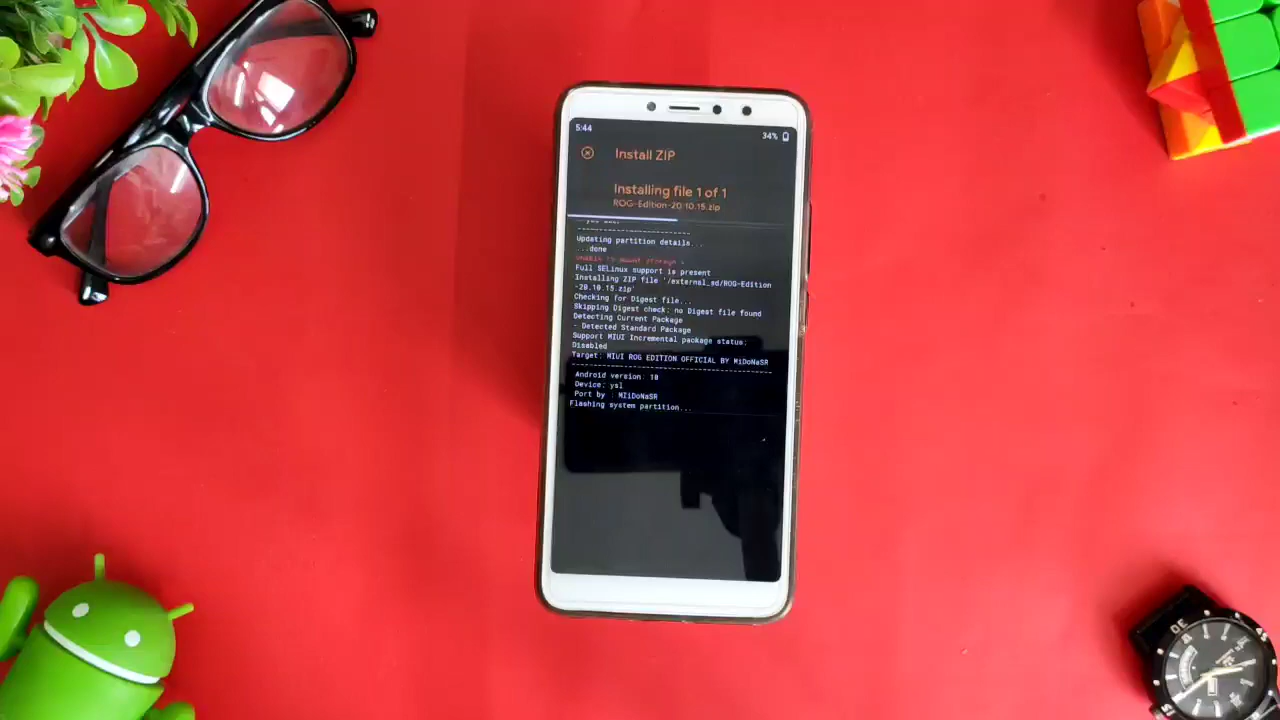 5:44
34%
Install ZIP
Installing file 1 of 1
ROG-Edition-20.10.15.zip
Updating partition details...
...done
Unable to mount storage
Full SELinux support is present
Installing ZIP file '/external_sd/ROG-Edition
-20.10.15.zip'
Checking for Digest file...
Skipping Digest check: no Digest file found
Detecting Current Package
- Detected Standard Package
Support MIUI Incremental package status:
Disabled
Target: MIUI ROG EDITION OFFICIAL BY MiDoNaSR
Android version: 10
Device: ysl
Port by : MIiDoNaSR
Flashing system partition...